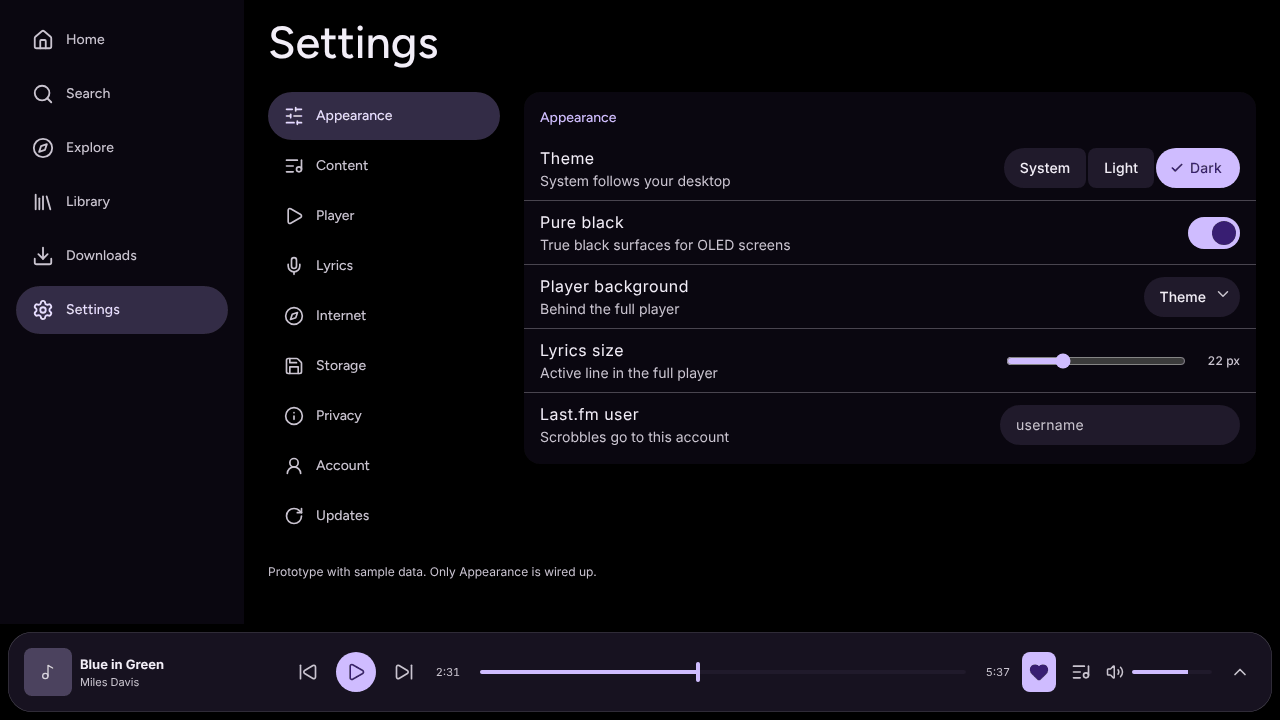 Home
Search
Explore
Library
Downloads
Settings
Settings
Appearance
Content
Player
Lyrics
Internet
Storage
Privacy
Account
Updates
Appearance
Theme
System follows your desktop
System
Light
Dark
Pure black
True black surfaces for OLED screens
Player background
Behind the full player
Theme
Lyrics size
Active line in the full player
22 px
Last.fm user
Scrobbles go to this account
username
Prototype with sample data. Only Appearance is wired up.
Blue in Green
Miles Davis
2:31
5:37